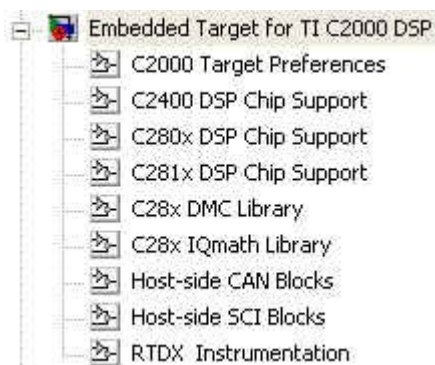 Embedded Target for TI C2000 DSP
C2000 Target Preferences
C2400 DSP Chip Support
C280x DSP Chip Support
C281x DSP Chip Support
C28x DMC Library
C28x IQmath Library
Host-side CAN Blocks
Host-side SCI Blocks
RTDX Instrumentation